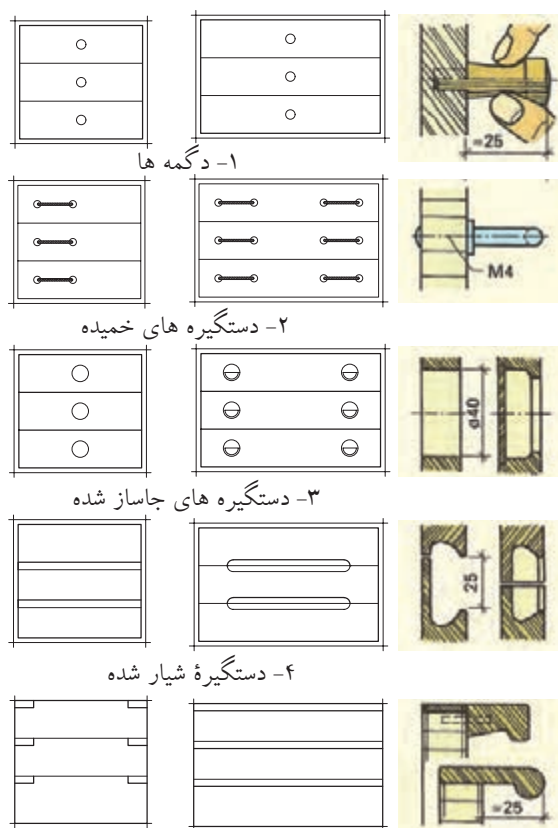 ≈25
۱- دگمه ها
M4
۲- دستگیره های خمیده
ø40
۳- دستگیره های جاساز شده
25
۴- دستگیرهٔ شیار شده
≈25